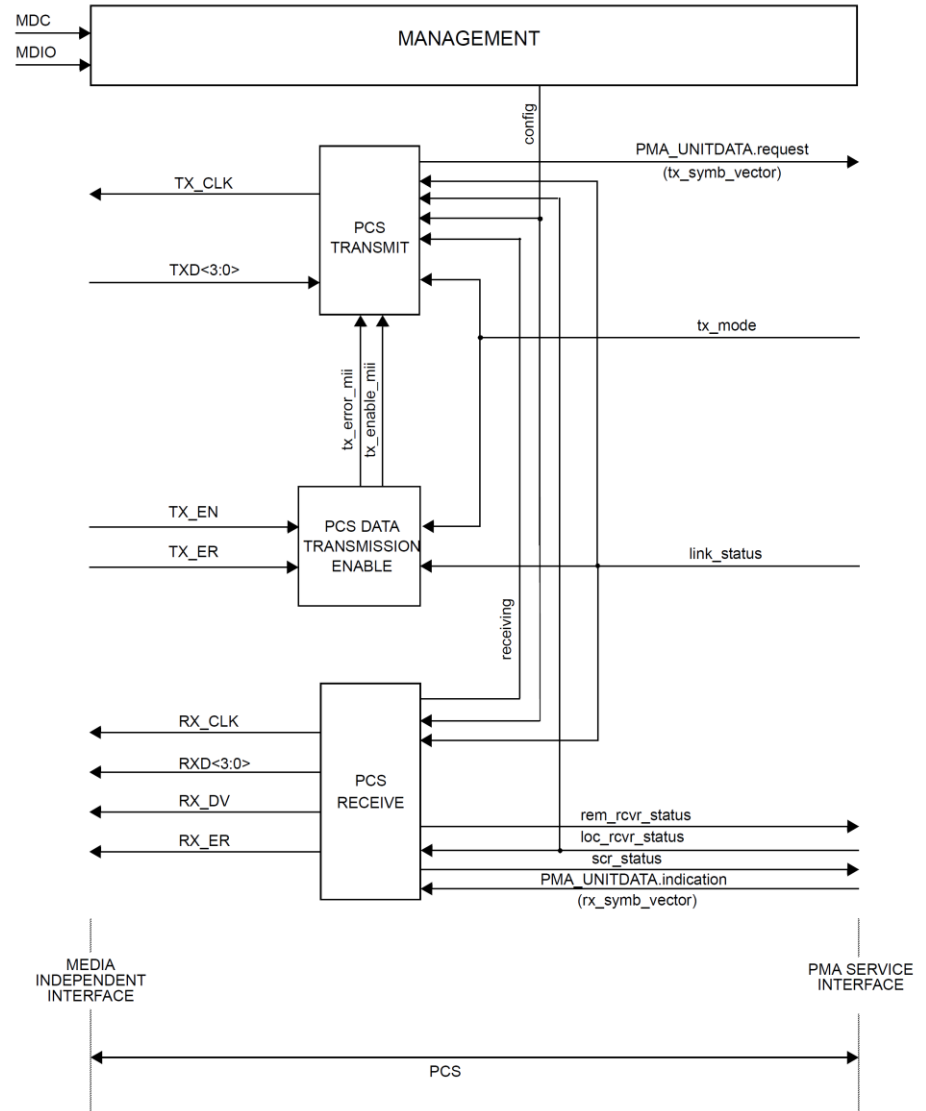 MDC
MANAGEMENT
MDIO
config
PMA_UNITDATA.request
(tx_symb_vector)
TX_CLK
PCS
TRANSMIT
TXD<3:0>
tx_mode
tx_error_mii
tx_enable_mii
TX_EN
PCS DATA
TRANSMISSION
ENABLE
TX_ER
link_status
receiving
RX_CLK
RXD<3:0>
PCS
RECEIVE
RX_DV
RX_ER
rem_rcvr_status
loc_rcvr_status
scr_status
PMA_UNITDATA.indication
(rx_symb_vector)
MEDIA
INDEPENDENT
INTERFACE
PMA SERVICE
INTERFACE
PCS